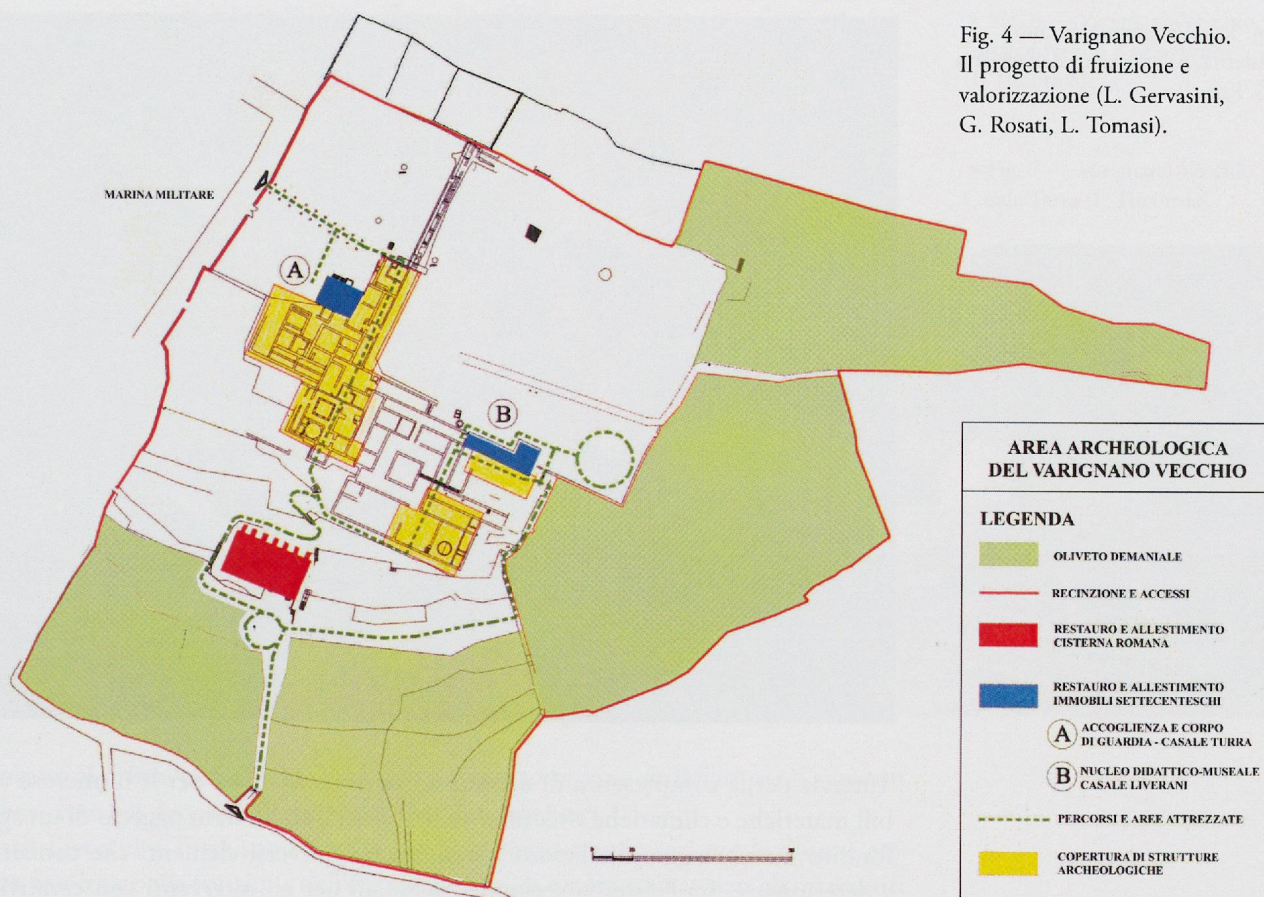 Fig. 4 — Varignano Vecchio.
Il progetto di fruizione e
valorizzazione (L. Gervasini,
G. Rosati, L. Tomasi).
MARINA MILITARE
A
B
AREA ARCHEOLOGICA
DEL VARIGNANO VECCHIO
LEGENDA
OLIVETO DEMANIALE
RECINZIONE E ACCESSI
RESTAURO E ALLESTIMENTO
CISTERNA ROMANA
RESTAURO E ALLESTIMENTO
IMMOBILI SETTECENTESCHI
A ACCOGLIENZA E CORPO
DI GUARDIA - CASALE TURRA
B NUCLEO DIDATTICO-MUSEALE
CASALE LIVERANI
PERCORSI E AREE ATTREZZATE
COPERTURA DI STRUTTURE
ARCHEOLOGICHE